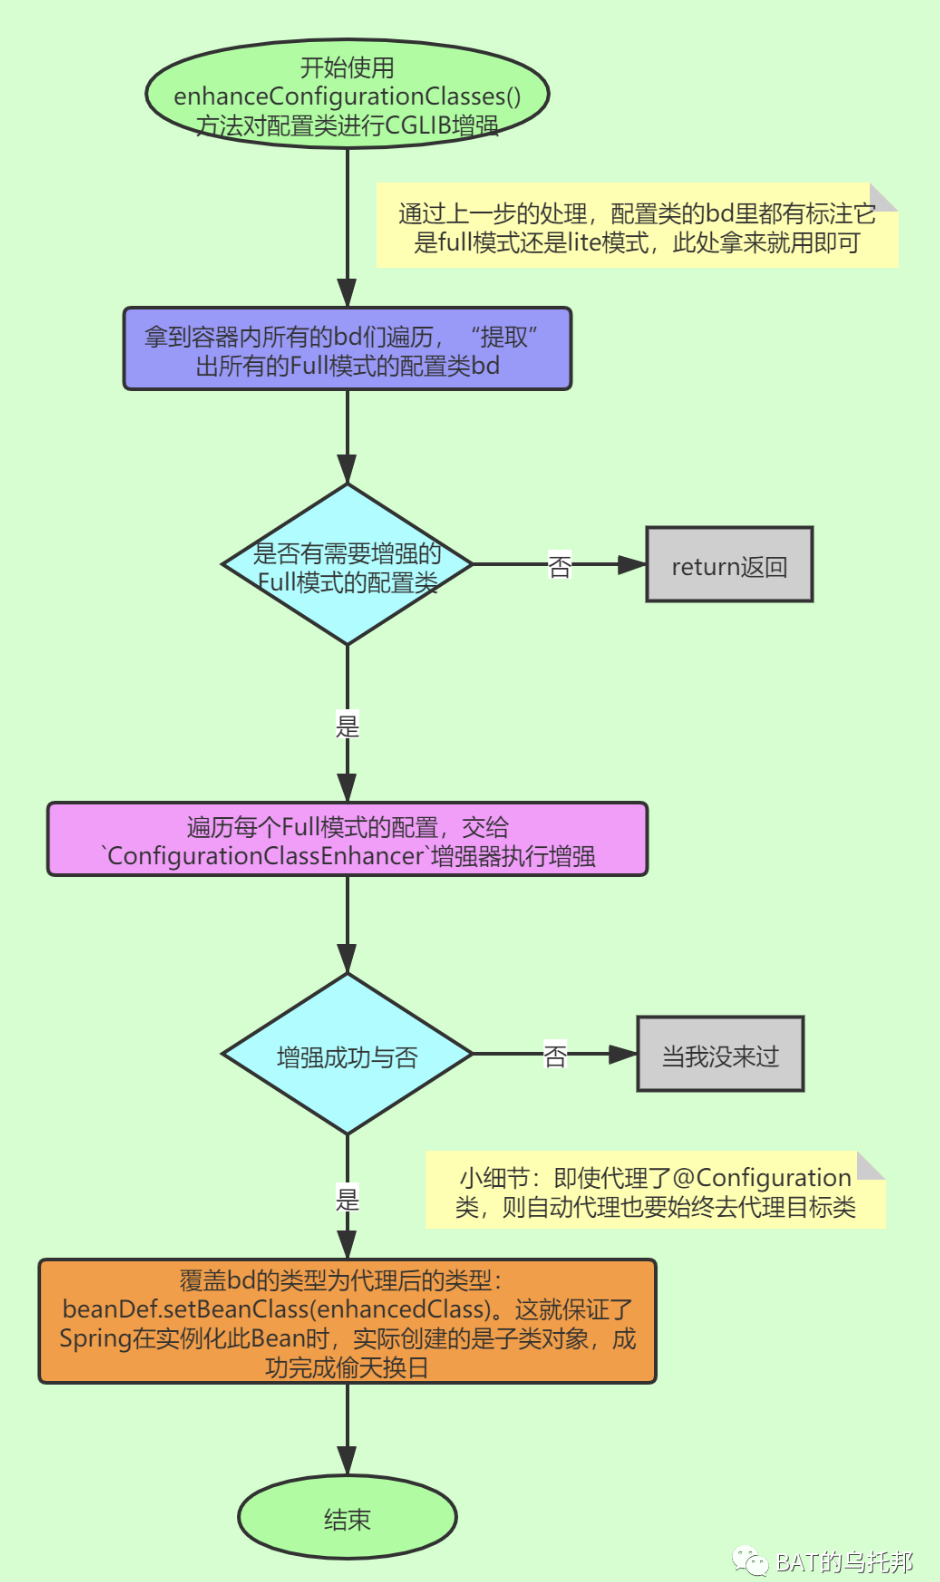 开始使用
enhanceConfigurationClasses()
方法对配置类进行CGLIB增强
通过上一步的处理，配置类的bd里都有标注它
是full模式还是lite模式，此处拿来就用即可
拿到容器内所有的bd们遍历，“提取”
出所有的Full模式的配置类bd
是否有需要增强的
Full模式的配置类
否
return返回
是
遍历每个Full模式的配置，交给
`ConfigurationClassEnhancer`增强器执行增强
增强成功与否
否
当我没来过
小细节：即使代理了@Configuration
类，则自动代理也要始终去代理目标类
是
覆盖bd的类型为代理后的类型：
beanDef.setBeanClass(enhancedClass)。这就保证了
Spring在实例化此Bean时，实际创建的是子类对象，成
功完成偷天换日
结束
BAT的乌托邦